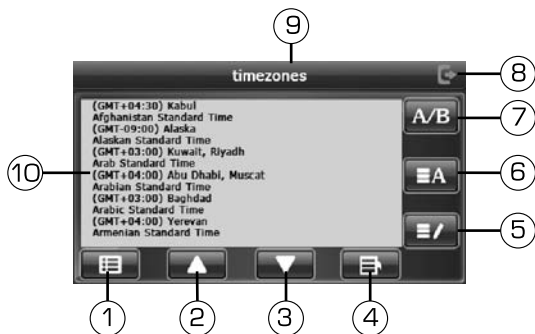 9
timezones
8
(GMT+04:30) Kabul
Afghanistan Standard Time
(GMT-09:00) Alaska
Alaskan Standard Time
(GMT+03:00) Kuwait, Riyadh
Arab Standard Time
(GMT+04:00) Abu Dhabi, Muscat
Arabian Standard Time
(GMT+03:00) Baghdad
Arabic Standard Time
(GMT+04:00) Yerevan
Armenian Standard Time
A/B
7
A
6
5
10
1
2
3
4